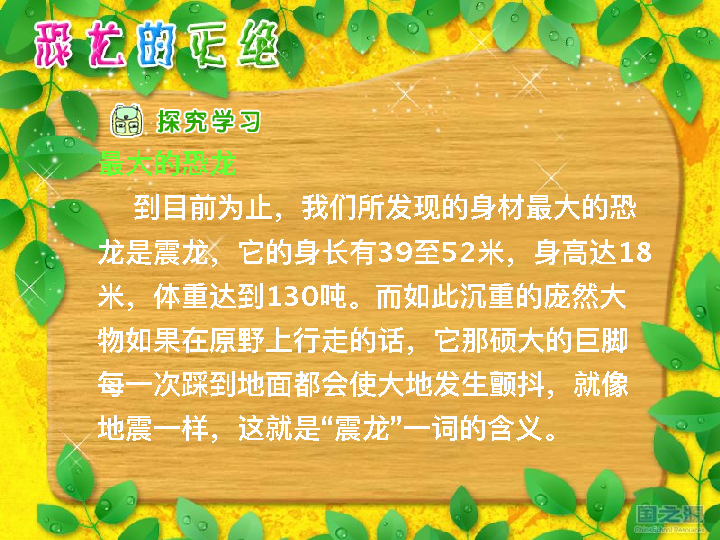 恐龙的灭绝
探究学习
最大的恐龙
到目前为止，我们所发现的身材最大的恐
龙是震龙，它的身长有39至52米，身高达18
米，体重达到130吨。而如此沉重的庞然大
物如果在原野上行走的话，它那硕大的巨脚
每一次踩到地面都会使大地发生颤抖，就像
地震一样，这就是“震龙”一词的含义。